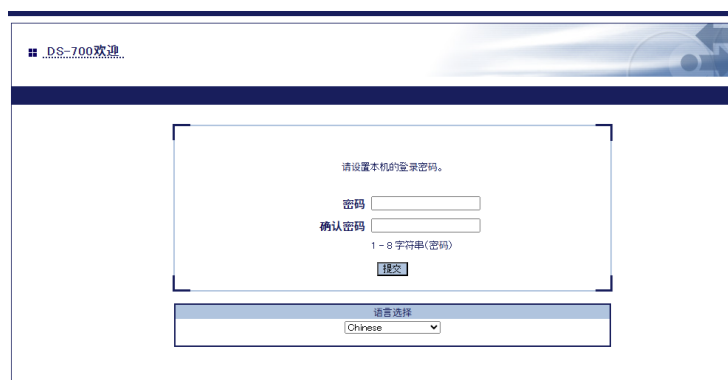 DS-700欢迎
请设置本机的登录密码。
密码
确认密码
1 - 8 字符串(密码)
提交
语言选择
Chinese